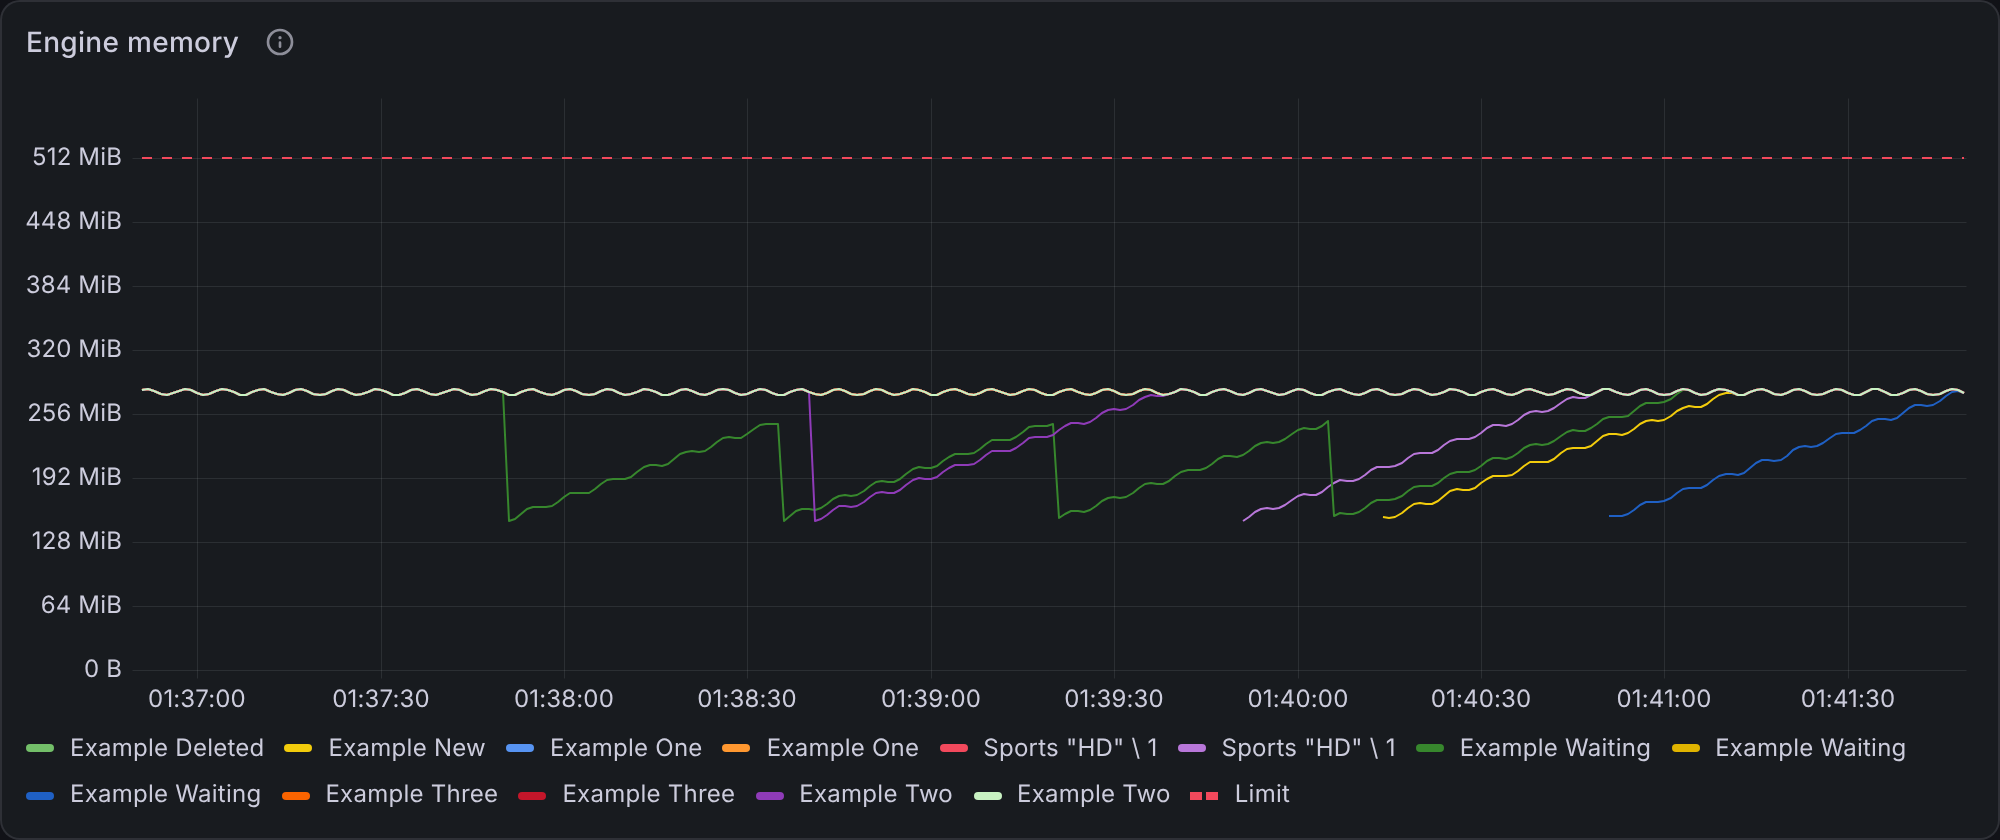 Engine memory
512 MiB
448 MiB
384 MiB
320 MiB
256 MiB
192 MiB
128 MiB
64 MiB
0 B
01:37:00 01:37:30 01:38:00 01:38:30 01:39:00 01:39:30 01:40:00 01:40:30 01:41:00 01:41:30
Example Deleted Example New Example One Example One Sports "HD" \ 1 Sports "HD" \ 1 Example Waiting Example Waiting
Example Waiting Example Three Example Three Example Two Example Two Limit